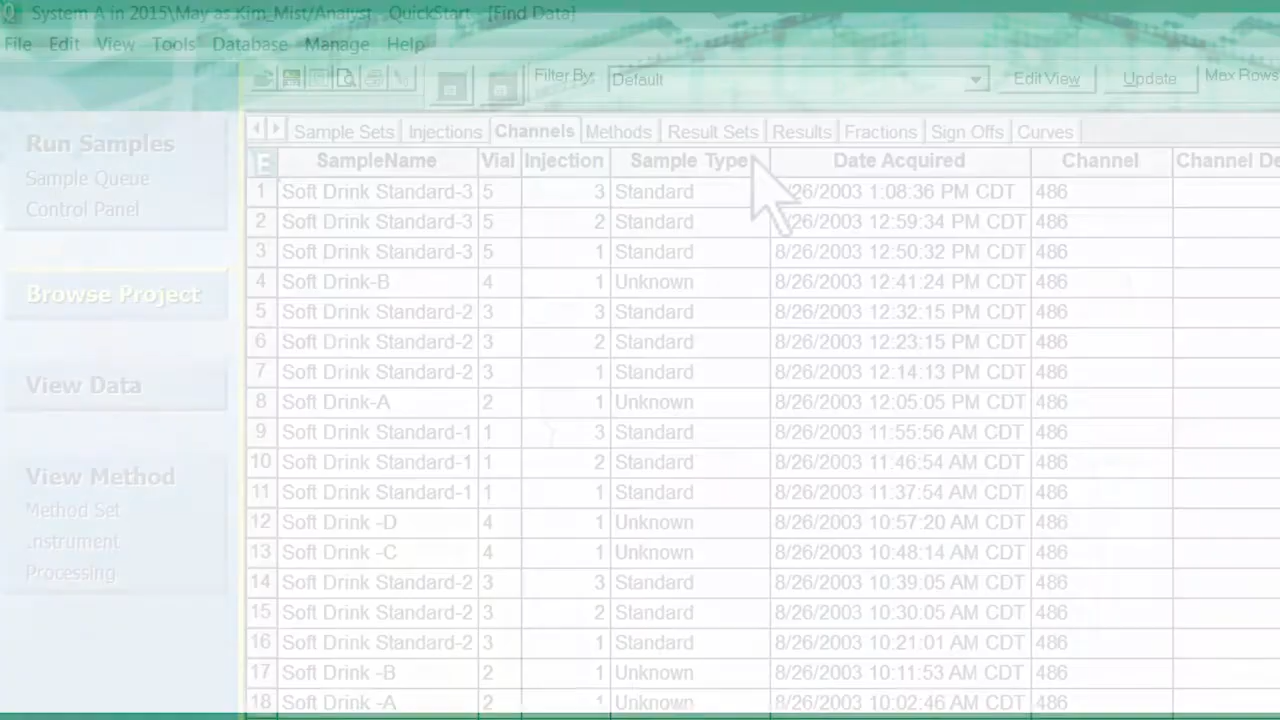 System A in 2015\May as Kim_Mist/Analyst - QuickStart - [Find Data]
File Edit View Tools Database Manage Help
Filter By: Default Edit View Update Max Rows
Run Samples
Sample Queue
Control Panel
Browse Project
View Data
View Method
Method Set
Instrument
Processing
Sample Sets Injections Channels Methods Result Sets Results Fractions Sign Offs Curves
SampleName Vial Injection Sample Type Date Acquired Channel Channel De
1 Soft Drink Standard-3 5 3 Standard 8/26/2003 1:08:36 PM CDT 486
2 Soft Drink Standard-3 5 2 Standard 8/26/2003 12:59:34 PM CDT 486
3 Soft Drink Standard-3 5 1 Standard 8/26/2003 12:50:32 PM CDT 486
4 Soft Drink-B 4 1 Unknown 8/26/2003 12:41:24 PM CDT 486
5 Soft Drink Standard-2 3 3 Standard 8/26/2003 12:32:15 PM CDT 486
6 Soft Drink Standard-2 3 2 Standard 8/26/2003 12:23:15 PM CDT 486
7 Soft Drink Standard-2 3 1 Standard 8/26/2003 12:14:13 PM CDT 486
8 Soft Drink-A 2 1 Unknown 8/26/2003 12:05:05 PM CDT 486
9 Soft Drink Standard-1 1 3 Standard 8/26/2003 11:55:56 AM CDT 486
10 Soft Drink Standard-1 1 2 Standard 8/26/2003 11:46:54 AM CDT 486
11 Soft Drink Standard-1 1 1 Standard 8/26/2003 11:37:54 AM CDT 486
12 Soft Drink -D 4 1 Unknown 8/26/2003 10:57:20 AM CDT 486
13 Soft Drink -C 4 1 Unknown 8/26/2003 10:48:14 AM CDT 486
14 Soft Drink Standard-2 3 3 Standard 8/26/2003 10:39:05 AM CDT 486
15 Soft Drink Standard-2 3 2 Standard 8/26/2003 10:30:05 AM CDT 486
16 Soft Drink Standard-2 3 1 Standard 8/26/2003 10:21:01 AM CDT 486
17 Soft Drink -B 2 1 Unknown 8/26/2003 10:11:53 AM CDT 486
18 Soft Drink -A 2 1 Unknown 8/26/2003 10:02:46 AM CDT 486